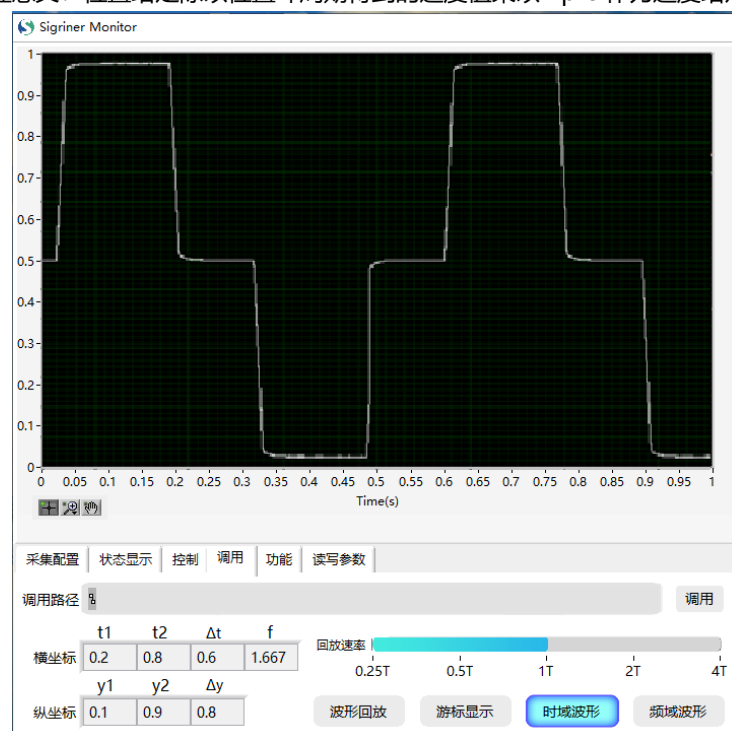 Sigriner Monitor
1
0.9
0.8
0.7
0.6
0.5
0.4
0.3
0.2
0.1
0
0 0.05 0.1 0.15 0.2 0.25 0.3 0.35 0.4 0.45 0.5 0.55 0.6 0.65 0.7 0.75 0.8 0.85 0.9 0.95 1
Time(s)
采集配置 状态显示 控制 调用 功能 读写参数
调用路径 调用
t1 t2 Δt f
横坐标 0.2 0.8 0.6 1.667
回放速率
0.25T 0.5T 1T 2T 4T
y1 y2 Δy
纵坐标 0.1 0.9 0.8
波形回放 游标显示 时域波形 频域波形